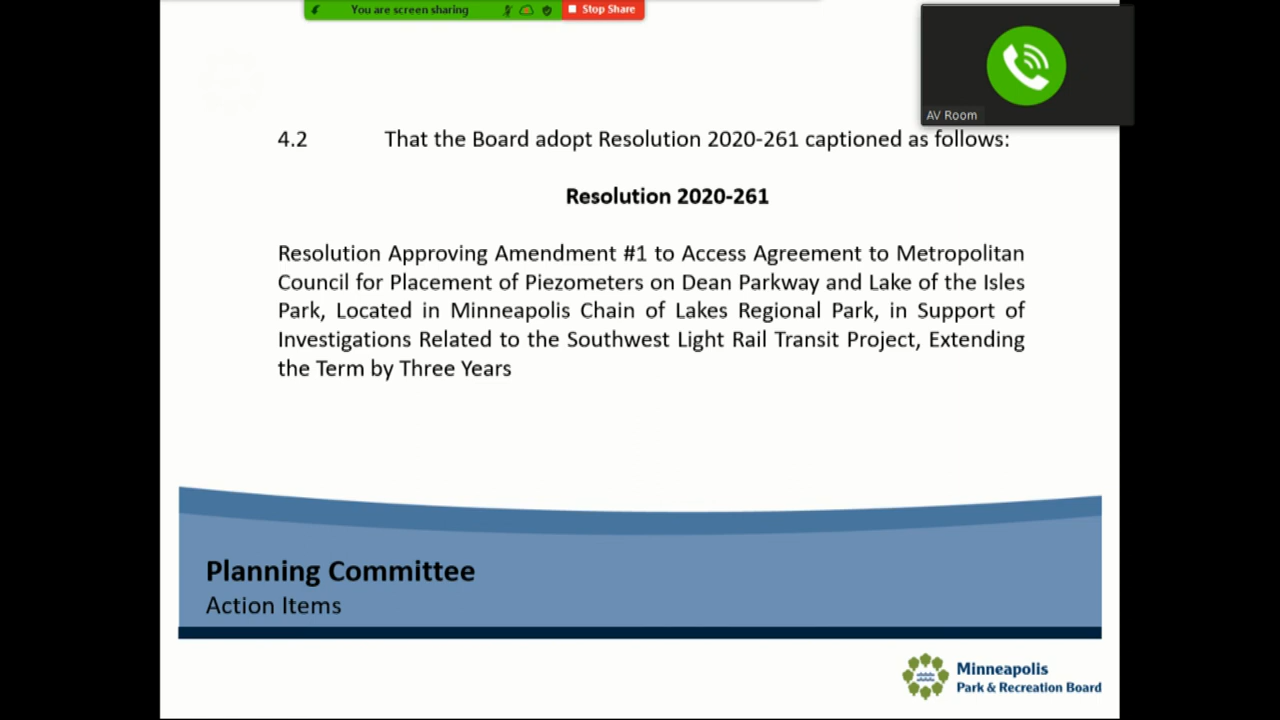 You are screen sharing
Stop Share
AV Room
4.2 That the Board adopt Resolution 2020-261 captioned as follows:
Resolution 2020-261
Resolution Approving Amendment #1 to Access Agreement to Metropolitan
Council for Placement of Piezometers on Dean Parkway and Lake of the Isles
Park, Located in Minneapolis Chain of Lakes Regional Park, in Support of
Investigations Related to the Southwest Light Rail Transit Project, Extending
the Term by Three Years
Planning Committee
Action Items
Minneapolis
Park & Recreation Board